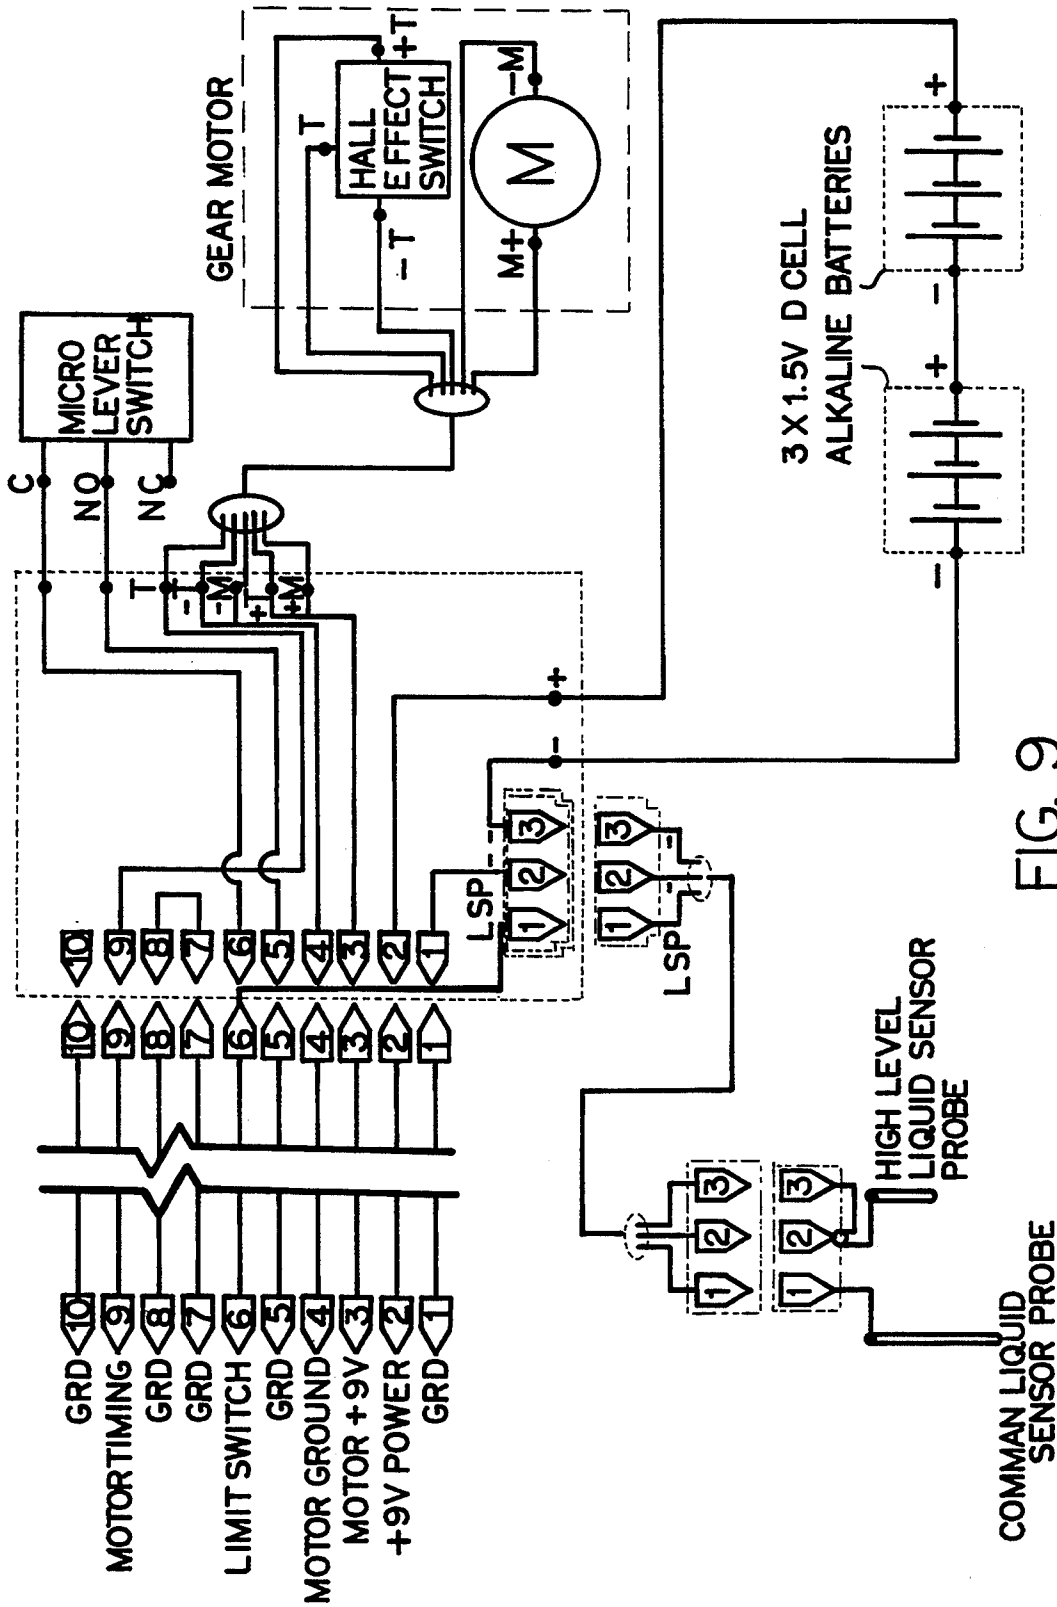 GRD 10
MOTOR TIMING 9
GRD 8
GRD 7
LIMIT SWITCH 6
GRD 5
MOTOR GROUND 4
MOTOR +9V 3
+9V POWER 2
GRD 1
10 10
9 9
8 8
7 7
6 6
5 5
4 4
3 3
2 2
1 1
C
NO
NC
MICRO
LEVER
SWITCH
T
-T
-M
+T
+M
GEAR MOTOR
T
HALL
EFFECT
SWITCH
+T
-T
-M
M
M+
LSP - -
1 2 3
- +
LSP - -
1 2 3
1 2 3
1 2 3
HIGH LEVEL
LIQUID SENSOR
PROBE
COMMAN LIQUID
SENSOR PROBE
3 X 1.5V D CELL
ALKALINE BATTERIES
- +
- +
FIG. 9